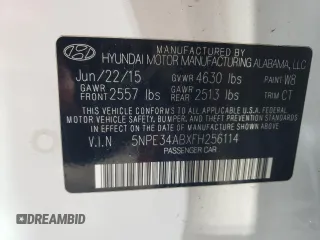 MANUFACTURED BY
HYUNDAI MOTOR MANUFACTURING ALABAMA, LLC
Jun/22/15 GVWR 4630 lbs PAINT W8
GAWR FRONT 2557 lbs GAWR REAR 2513 lbs TRIM CT
THIS VEHICLE CONFORMS TO ALL APPLICABLE FEDERAL MOTOR
VEHICLE SAFETY, BUMPER, AND THEFT PREVENTION STANDARDS
IN EFFECT ON THE DATE OF MANUFACTURE SHOWN ABOVE.
V.I.N 5NPE34ABXFH256114
PASSENGER CAR